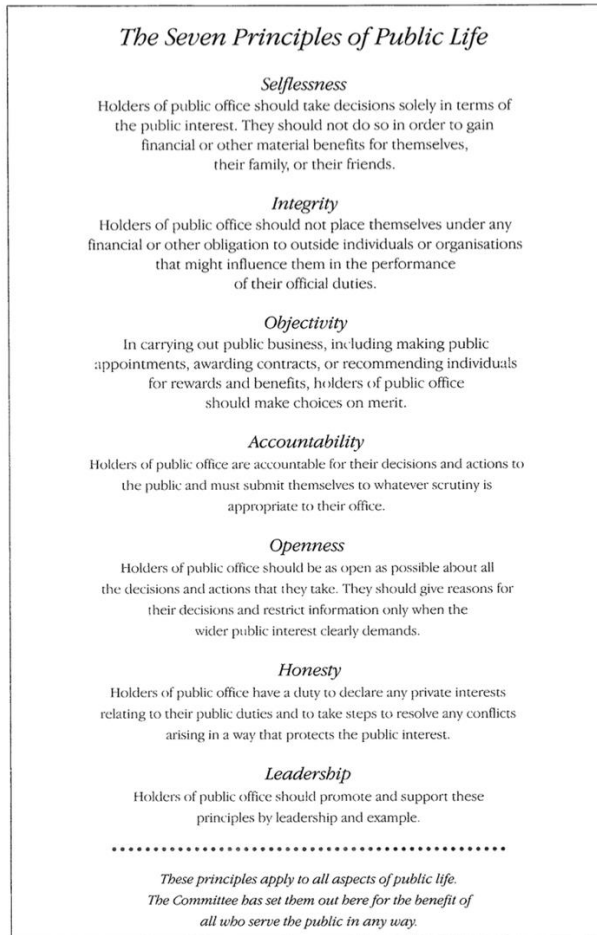 The Seven Principles of Public Life
Selflessness
Holders of public office should take decisions solely in terms of
the public interest. They should not do so in order to gain
financial or other material benefits for themselves,
their family, or their friends.
Integrity
Holders of public office should not place themselves under any
financial or other obligation to outside individuals or organisations
that might influence them in the performance
of their official duties.
Objectivity
In carrying out public business, including making public
appointments, awarding contracts, or recommending individuals
for rewards and benefits, holders of public office
should make choices on merit.
Accountability
Holders of public office are accountable for their decisions and actions to
the public and must submit themselves to whatever scrutiny is
appropriate to their office.
Openness
Holders of public office should be as open as possible about all
the decisions and actions that they take. They should give reasons for
their decisions and restrict information only when the
wider public interest clearly demands.
Honesty
Holders of public office have a duty to declare any private interests
relating to their public duties and to take steps to resolve any conflicts
arising in a way that protects the public interest.
Leadership
Holders of public office should promote and support these
principles by leadership and example.
These principles apply to all aspects of public life.
The Committee has set them out here for the benefit of
all who serve the public in any way.